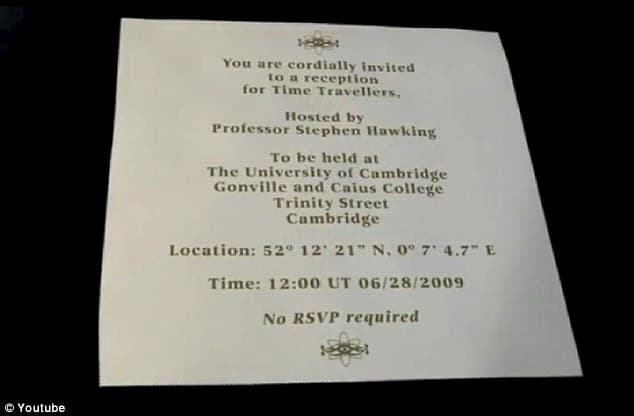 You are cordially invited
to a reception
for Time Travellers,
Hosted by
Professor Stephen Hawking
To be held at
The University of Cambridge
Gonville and Caius College
Trinity Street
Cambridge
Location: 52° 12' 21" N, 0° 7' 4.7" E
Time: 12:00 UT 06/28/2009
No RSVP required
© Youtube